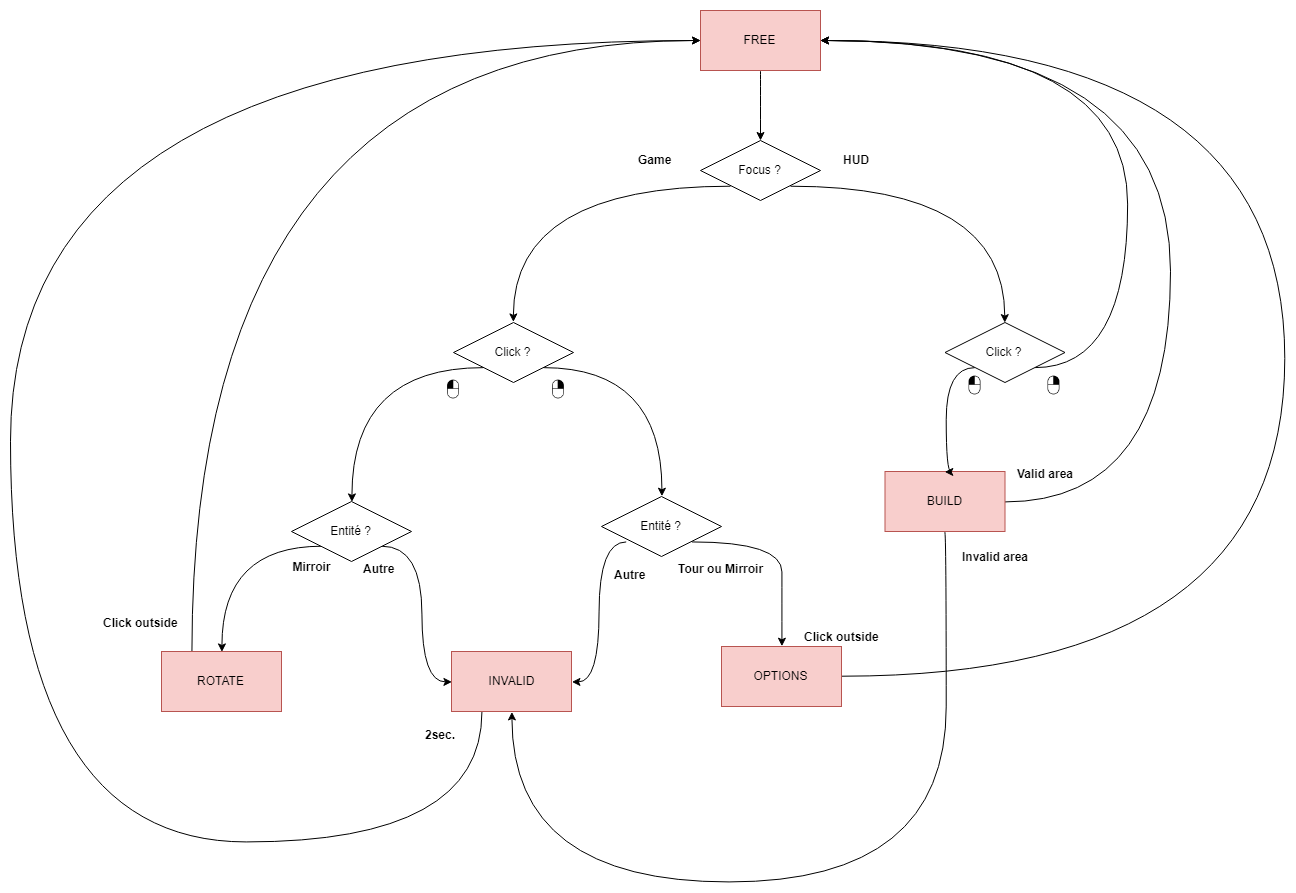 FREE
Game
Focus ?
HUD
Click ?
Click ?
Valid area
BUILD
Entité ?
Entité ?
Invalid area
Mirroir
Autre
Autre
Tour ou Mirroir
Click outside
Click outside
ROTATE
INVALID
OPTIONS
2sec.